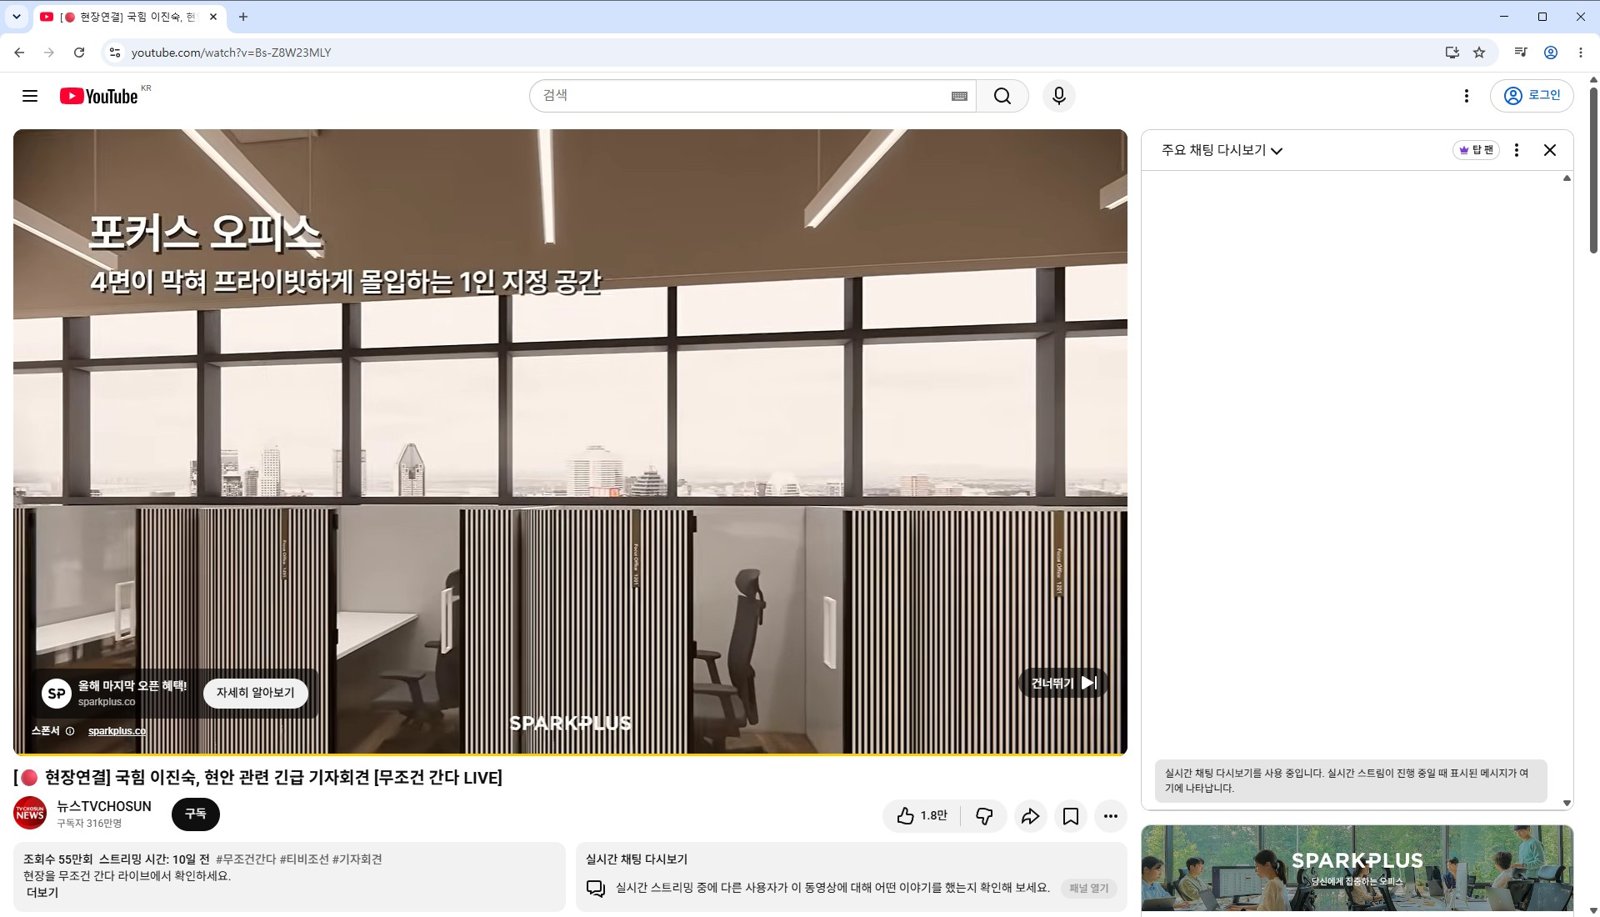 [🔴 현장연결] 국힘 이진숙, 현
youtube.com/watch?v=Bs-Z8W23MLY
YouTube KR
검색
로그인
포커스 오피스
4면이 막혀 프라이빗하게 몰입하는 1인 지정 공간
Focus Office 1201
Focus Office 1201
Focus Office 1201
SP
올해 마지막 오픈 혜택!
sparkplus.co
자세히 알아보기
건너뛰기
스폰서
sparkplus.co
SPARKPLUS
주요 채팅 다시보기
탑 팬
실시간 채팅 다시보기를 사용 중입니다. 실시간 스트림이 진행 중일 때 표시된 메시지가 여
기에 나타납니다.
[🔴 현장연결] 국힘 이진숙, 현안 관련 긴급 기자회견 [무조건 간다 LIVE]
TVCHOSUN
NEWS
뉴스TVCHOSUN
구독자 316만명
구독
1.8만
조회수 55만회 스트리밍 시간: 10일 전 #무조건간다 #티비조선 #기자회견
현장을 무조건 간다 라이브에서 확인하세요.
더보기
실시간 채팅 다시보기
실시간 스트리밍 중에 다른 사용자가 이 동영상에 대해 어떤 이야기를 했는지 확인해 보세요.
패널 열기
SPARKPLUS
당신에게 집중하는 오피스